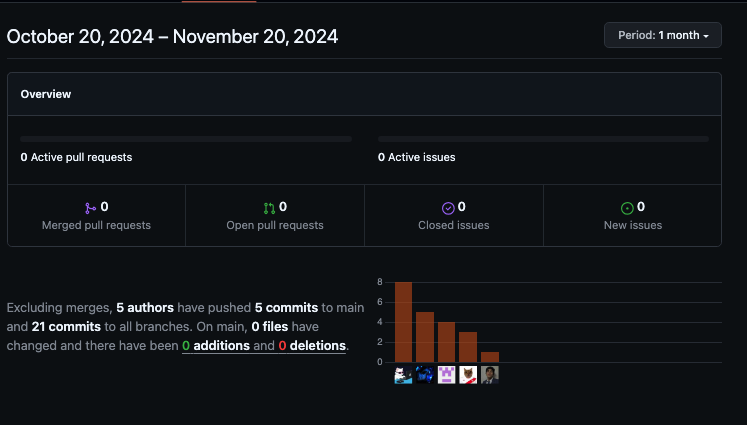 October 20, 2024 – November 20, 2024
Period: 1 month
Overview
0 Active pull requests
0 Active issues
0
Merged pull requests
0
Open pull requests
0
Closed issues
0
New issues
Excluding merges, 5 authors have pushed 5 commits to main
and 21 commits to all branches. On main, 0 files have
changed and there have been 0 additions and 0 deletions.
8
6
4
2
0